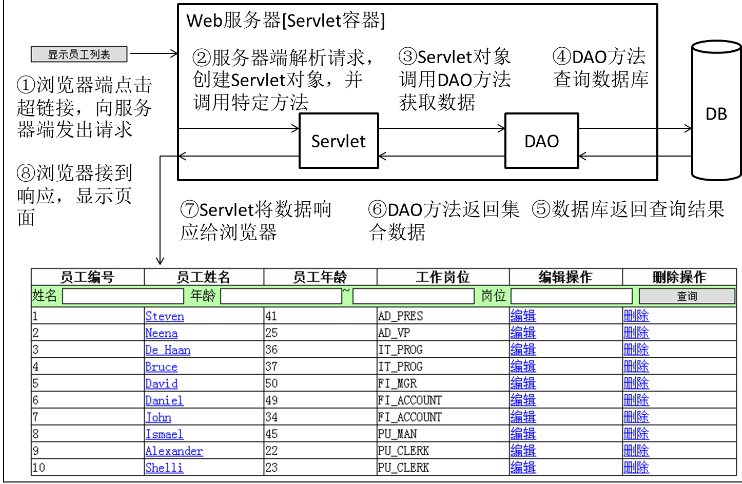 Web服务器[Servlet容器]
显示员工列表
①浏览器端点击
超链接，向服务
器端发出请求
②服务器端解析请求，
创建Servlet对象，并
调用特定方法
③Servlet对象
调用DAO方法
获取数据
④DAO方法
查询数据库
Servlet
DAO
DB
⑧浏览器接到
响应，显示页
面
⑦Servlet将数据响
应给浏览器
⑥DAO方法返回集
合数据
⑤数据库返回查询结果
员工编号 员工姓名 员工年龄 工作岗位 编辑操作 删除操作
姓名 年龄 ~ 岗位 查询
1 Steven 41 AD_PRES 编辑 删除
2 Neena 25 AD_VP 编辑 删除
3 De Haan 36 IT_PROG 编辑 删除
4 Bruce 37 IT_PROG 编辑 删除
5 David 50 FI_MGR 编辑 删除
6 Daniel 49 FI_ACCOUNT 编辑 删除
7 John 34 FI_ACCOUNT 编辑 删除
8 Ismael 45 PU_MAN 编辑 删除
9 Alexander 22 PU_CLERK 编辑 删除
10 Shelli 23 PU_CLERK 编辑 删除